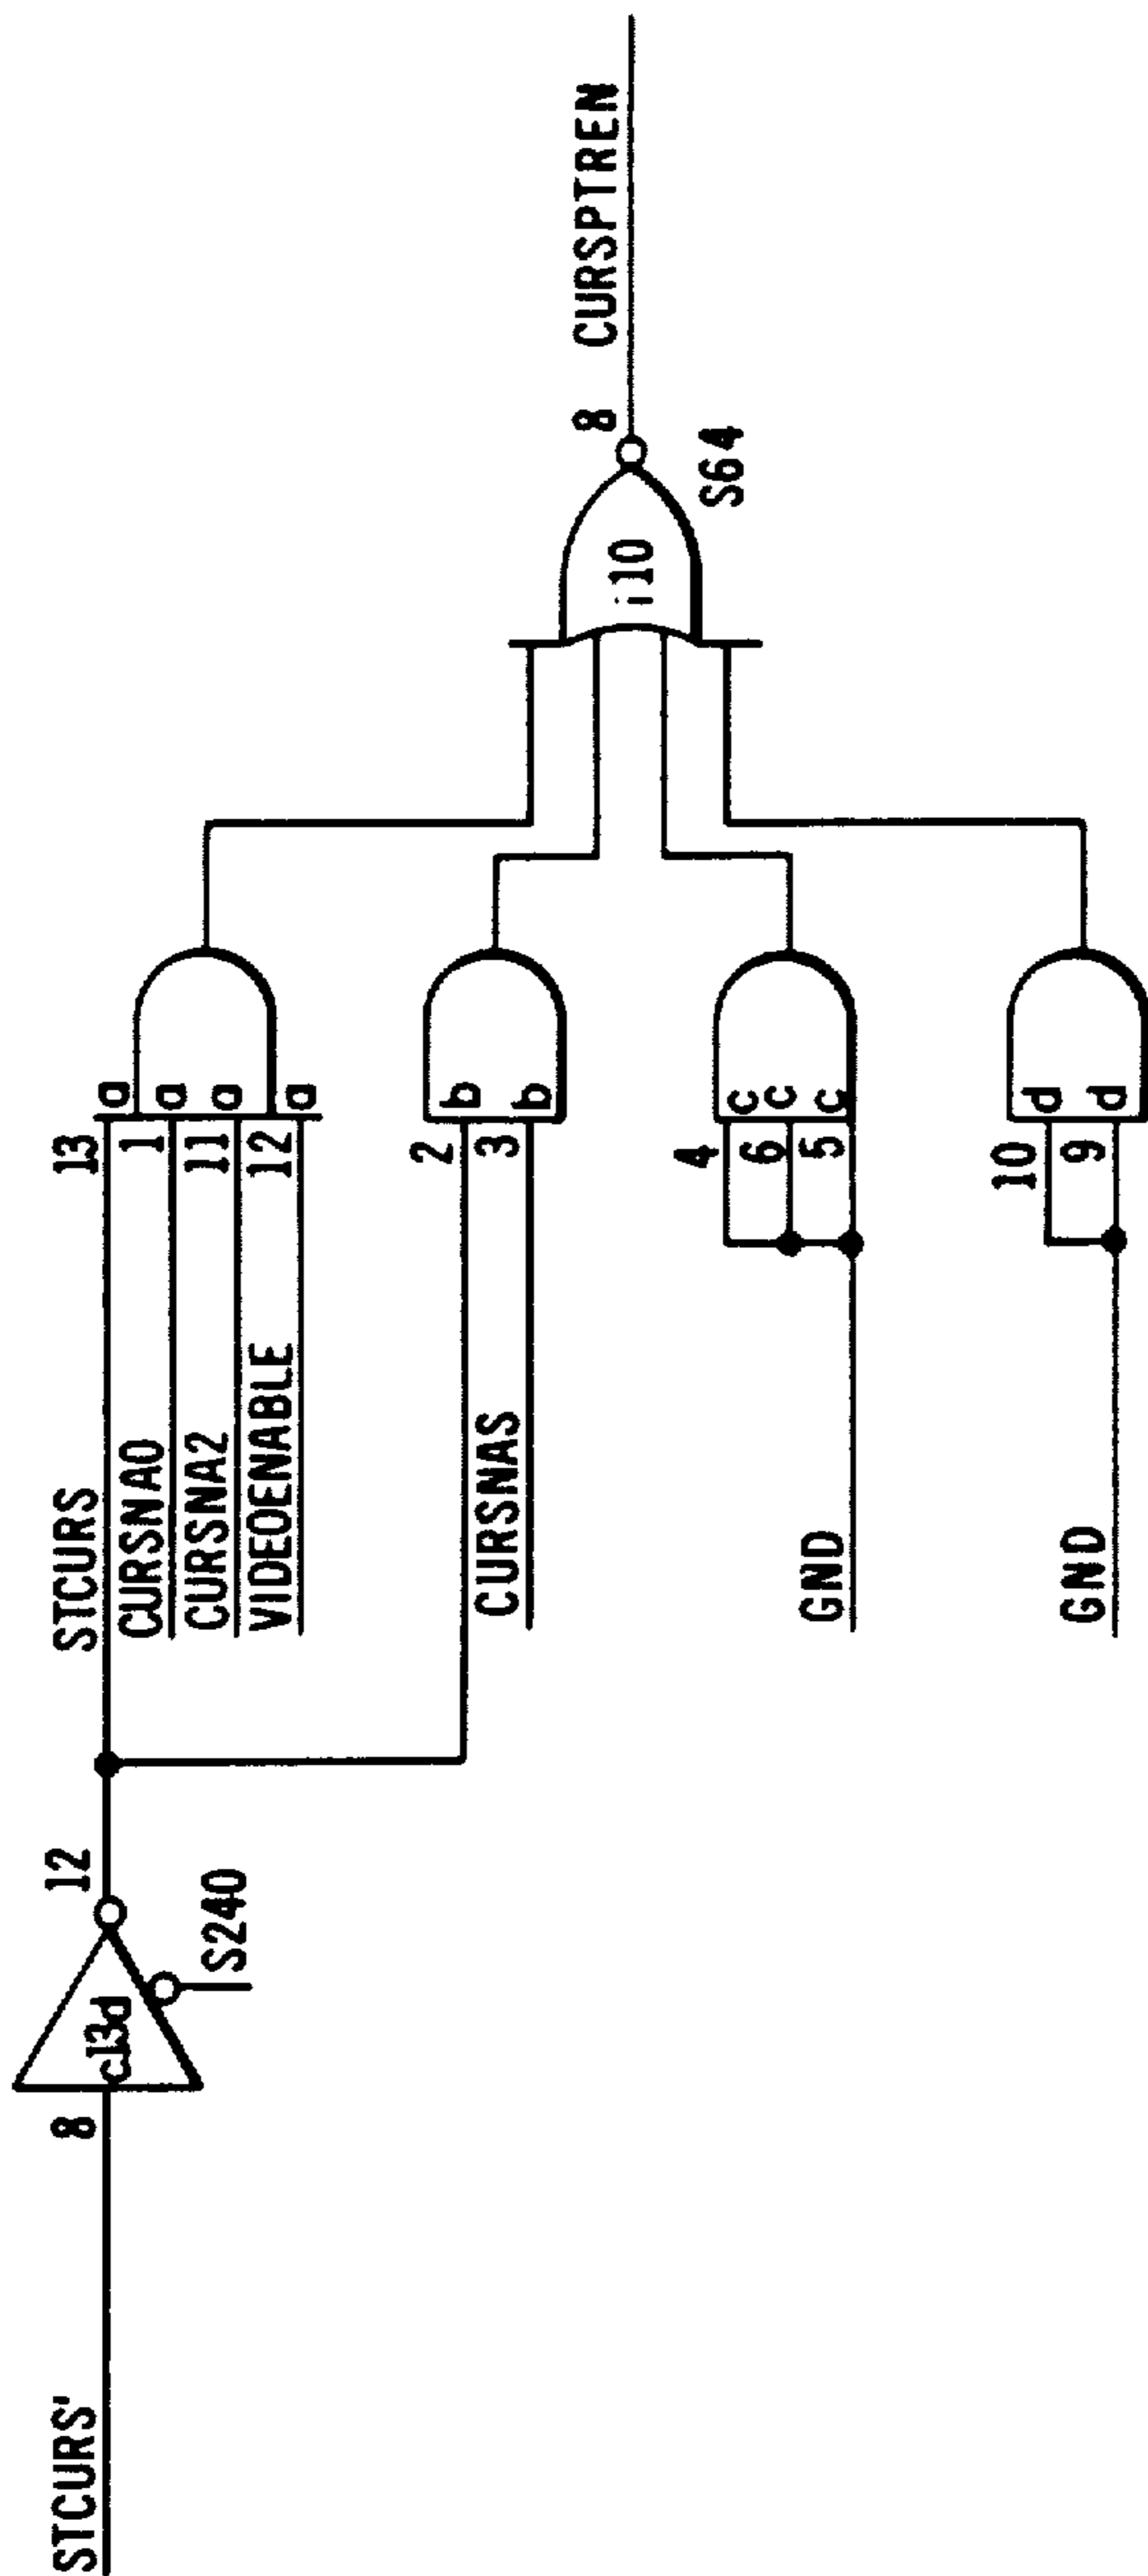 STCURS'
8
c13d
12
S240
STCURS
13
a
CURSNA0
1
a
CURSNA2
11
a
VIDEOENABLE
12
a
2
b
CURSNAS
3
b
4
c
6
c
GND
5
c
10
d
GND
9
d
i10
8
CURSPTREN
S64